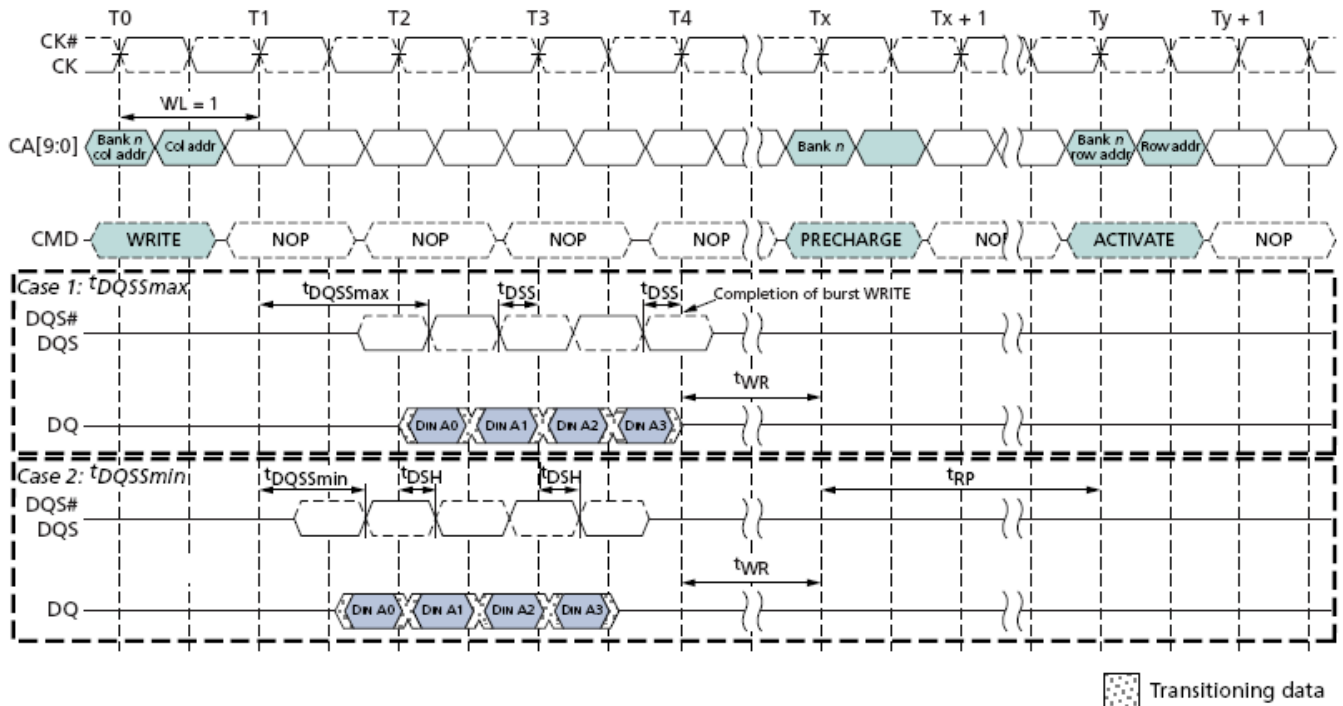 T0 T1 T2 T3 T4 Tx Tx + 1 Ty Ty + 1
CK#
CK
WL = 1
CA[9:0] Bank n col addr Col addr Bank n Bank n row addr Row addr
CMD WRITE NOP NOP NOP NOP PRECHARGE NOP ACTIVATE NOP
Case 1: tDQSSmax
tDQSSmax tDSS tDSS Completion of burst WRITE
DQS#
DQS
tWR
DQ DIN A0 DIN A1 DIN A2 DIN A3
Case 2: tDQSSmin
tDQSSmin tDSH tDSH tRP
DQS#
DQS
tWR
DQ DIN A0 DIN A1 DIN A2 DIN A3
Transitioning data